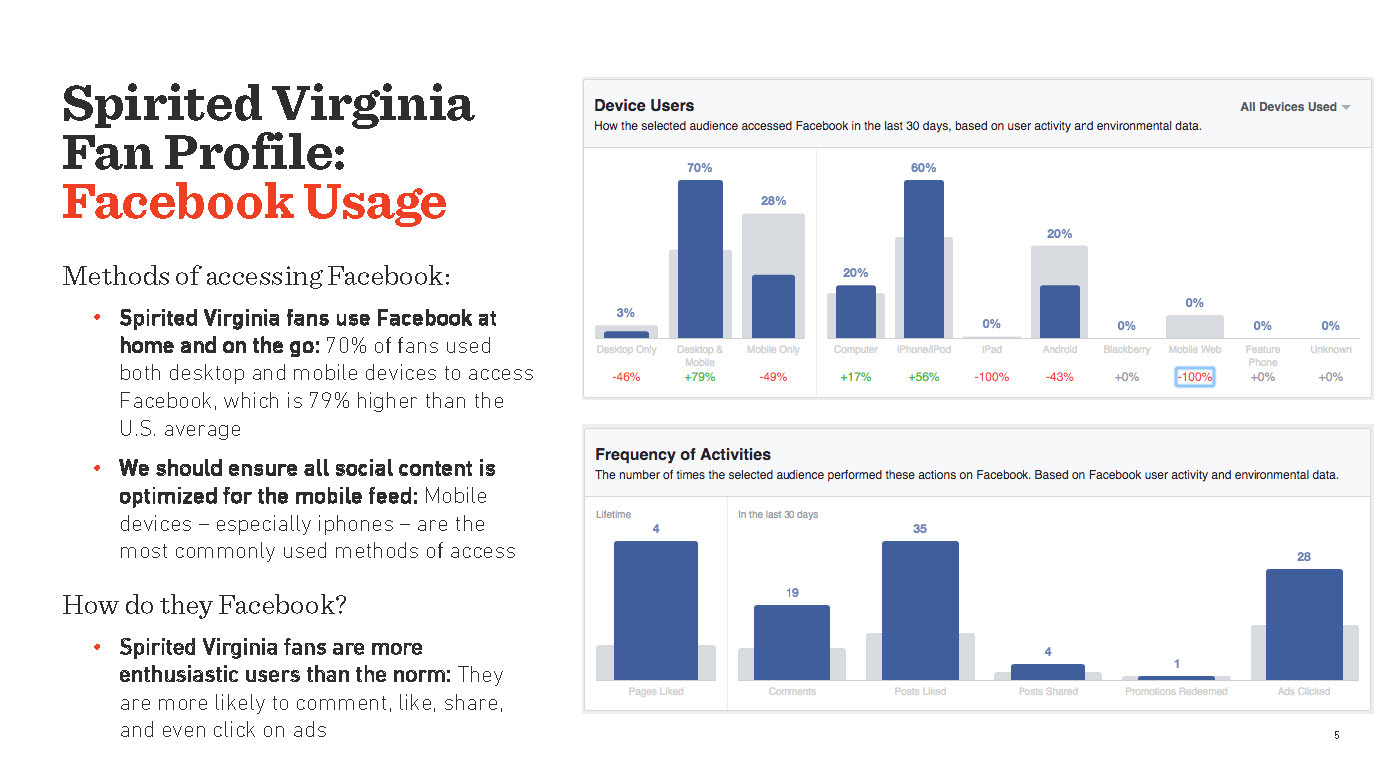 Spirited Virginia
Fan Profile:
Facebook Usage
Methods of accessing Facebook:
• Spirited Virginia fans use Facebook at
home and on the go: 70% of fans used
both desktop and mobile devices to access
Facebook, which is 79% higher than the
U.S. average
• We should ensure all social content is
optimized for the mobile feed: Mobile
devices – especially iphones – are the
most commonly used methods of access
How do they Facebook?
• Spirited Virginia fans are more
enthusiastic users than the norm: They
are more likely to comment, like, share,
and even click on ads
Device Users
All Devices Used
How the selected audience accessed Facebook in the last 30 days, based on user activity and environmental data.
3% 70% 28% 20% 60% 0% 20% 0% 0% 0% 0%
Desktop Only Desktop & Mobile Only Computer iPhone/iPod iPad Android Blackberry Mobile Web Feature Unknown
Mobile Phone
-46% +79% -49% +17% +56% -100% -43% +0% -100% +0% +0%
Frequency of Activities
The number of times the selected audience performed these actions on Facebook. Based on Facebook user activity and environmental data.
Lifetime In the last 30 days
4 19 35 4 1 28
Pages Liked Comments Posts Liked Posts Shared Promotions Redeemed Ads Clicked
5